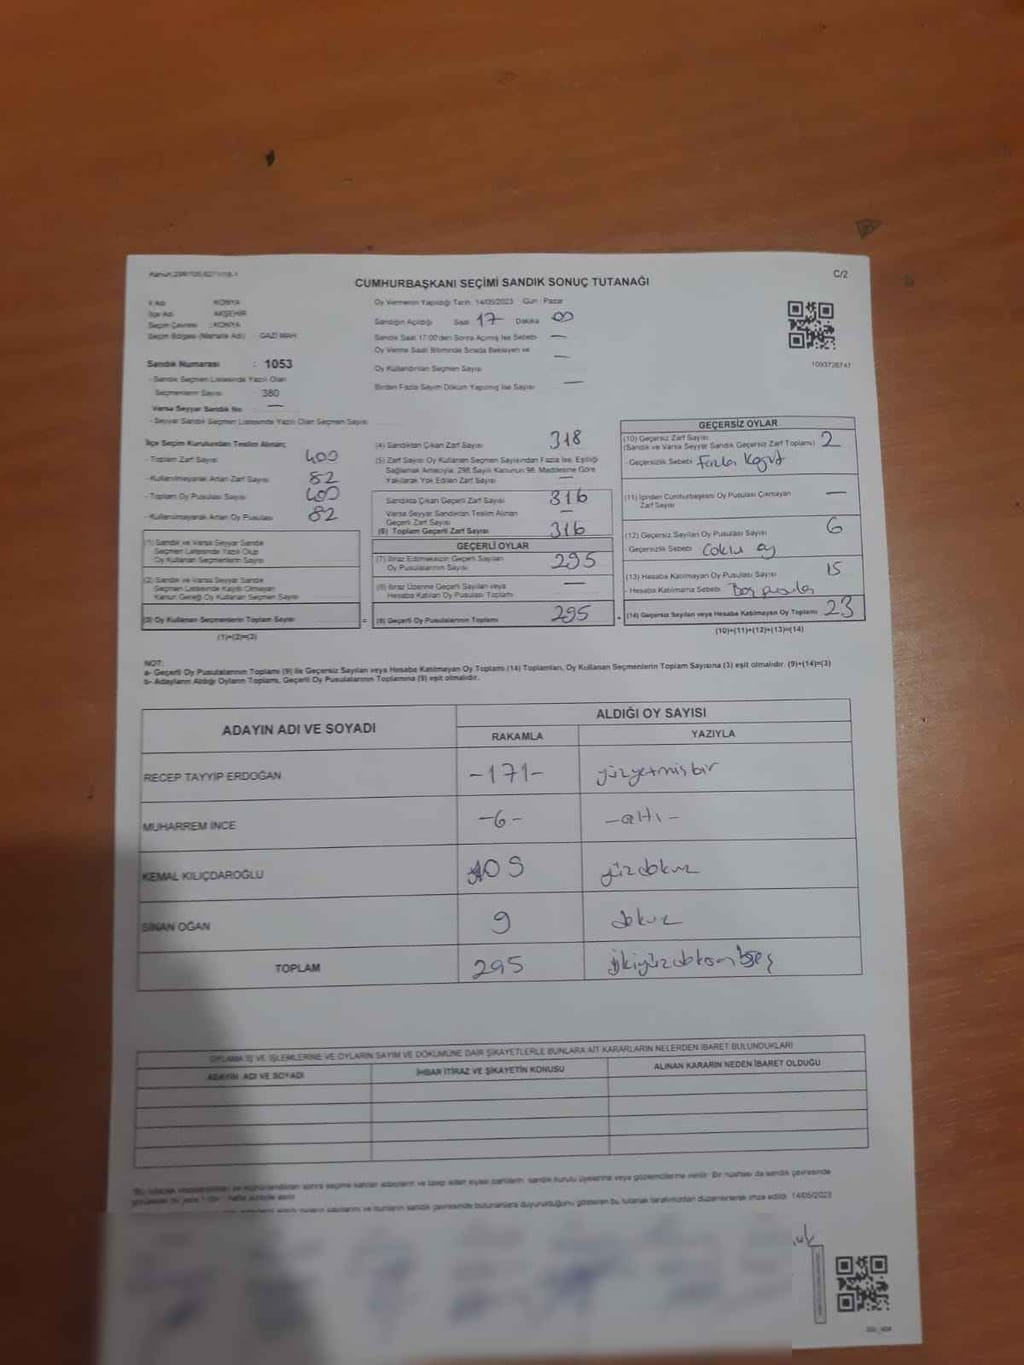 C/2
CUMHURBAŞKANI SEÇİMİ SANDIK SONUÇ TUTANAĞI
İl Adı KONYA
İlçe Adı AKŞEHİR
Seçim Çevresi : KONYA
Seçim Bölgesi (Mahalle Adı) : GAZİ MAH
Sandık Numarası : 1053
- Sandık Seçmen Listesinde Yazılı Olan
Seçmenlerin Sayısı 380
Varsa Seyyar Sandık No —
- Seyyar Sandık Seçmen Listesinde Yazılı Olan Seçmen Sayısı
Oy Vermenin Yapıldığı Tarih: 14/05/2023 Gün : Pazar
Sandığın Açıldığı Saat 17 Dakika 00
Sandık Saat 17:00'den Sonra Açılmış İse Sebebi —
Oy Verme Saati Bitiminde Sırada Bekleyen ve —
Oy Kullandırılan Seçmen Sayısı
Birden Fazla Sayım Döküm Yapılmış İse Sayısı —
1093728747
İlçe Seçim Kurulundan Teslim Alınan;
- Toplam Zarf Sayısı 400
- Kullanılmayarak Artan Zarf Sayısı 82
- Toplam Oy Pusulası Sayısı 400
- Kullanılmayarak Artan Oy Pusulası 82
(1) Sandık ve Varsa Seyyar Sandık
Seçmen Listesinde Yazılı Olup
Oy Kullanan Seçmenlerin Sayısı
(2) Sandık ve Varsa Seyyar Sandık
Seçmen Listesinde Kayıtlı Olmayan
Kanun Gereği Oy Kullanan Seçmen Sayısı
(3) Oy Kullanan Seçmenlerin Toplam Sayısı
(1)+(2)=(3)
(4) Sandıktan Çıkan Zarf Sayısı 318
(5) Zarf Sayısı Oy Kullanan Seçmen Sayısından Fazla İse, Eşitliği
Sağlamak Amacıyla, 298 Sayılı Kanunun 98. Maddesine Göre
Yakılarak Yok Edilen Zarf Sayısı —
Sandıkta Çıkan Geçerli Zarf Sayısı 316
Varsa Seyyar Sandıktan Teslim Alınan
Geçerli Zarf Sayısı —
(6) Toplam Geçerli Zarf Sayısı 316
GEÇERLİ OYLAR
(7) İtiraz Edilmeksizin Geçerli Sayılan
Oy Pusulalarının Sayısı 295
(8) İtiraz Üzerine Geçerli Sayılan veya
Hesaba Katılan Oy Pusulası Toplamı —
(9) Geçerli Oy Pusulalarının Toplamı 295
GEÇERSİZ OYLAR
(10) Geçersiz Zarf Sayısı 2
(Sandık ve Varsa Seyyar Sandık Geçersiz Zarf Toplamı)
- Geçersizlik Sebebi Fazla Kağıt
(11) İçinden Cumhurbaşkanı Oy Pusulası Çıkmayan —
Zarf Sayısı
(12) Geçersiz Sayılan Oy Pusulası Sayısı 6
- Geçersizlik Sebebi Çoklu oy
(13) Hesaba Katılmayan Oy Pusulası Sayısı 15
- Hesaba Katılmama Sebebi Boş pusula
(14) Geçersiz Sayılan veya Hesaba Katılmayan Oy Toplamı 23
(10)+(11)+(12)+(13)=(14)
NOT:
a- Geçerli Oy Pusulalarının Toplamı (9) ile Geçersiz Sayılan veya Hesaba Katılmayan Oy Toplamı (14) Toplamları, Oy Kullanan Seçmenlerin Toplam Sayısına (3) eşit olmalıdır. (9)+(14)=(3)
b- Adayların Aldığı Oyların Toplamı, Geçerli Oy Pusulalarının Toplamına (9) eşit olmalıdır.
ADAYIN ADI VE SOYADI ALDIĞI OY SAYISI
RAKAMLA YAZIYLA
RECEP TAYYİP ERDOĞAN -171- yüzyetmişbir
MUHARREM İNCE -6- -altı-
KEMAL KILIÇDAROĞLU 109 yüzdokuz
SİNAN OĞAN 9 dokuz
TOPLAM 295 ikiyüzdoksanbeş
OYLAMA İŞ VE İŞLEMLERİNE VE OYLARIN SAYIM VE DÖKÜMÜNE DAİR ŞİKAYETLERLE BUNLARA AİT KARARLARIN NELERDEN İBARET BULUNDUKLARI
ADAYIN ADI VE SOYADI İHBAR İTİRAZ VE ŞİKAYETİN KONUSU ALINAN KARARIN NEDEN İBARET OLDUĞU
14/05/2023